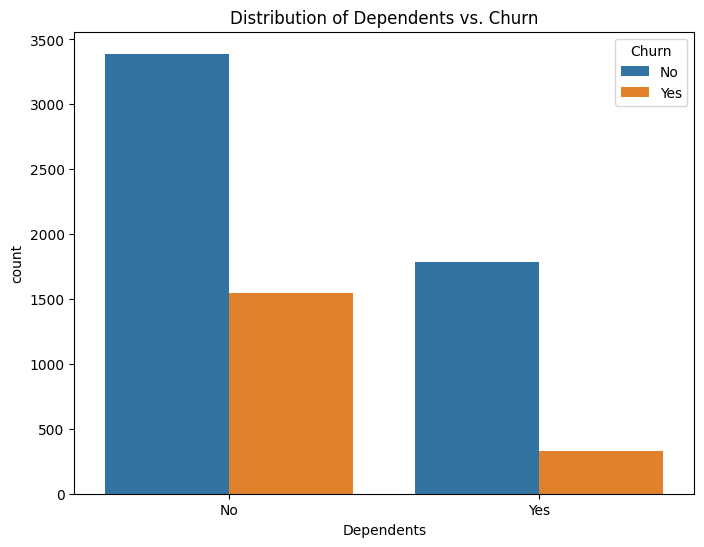 Distribution of Dependents vs. Churn
Churn
No
Yes
3500
3000
2500
2000
1500
1000
500
0
count
No
Yes
Dependents